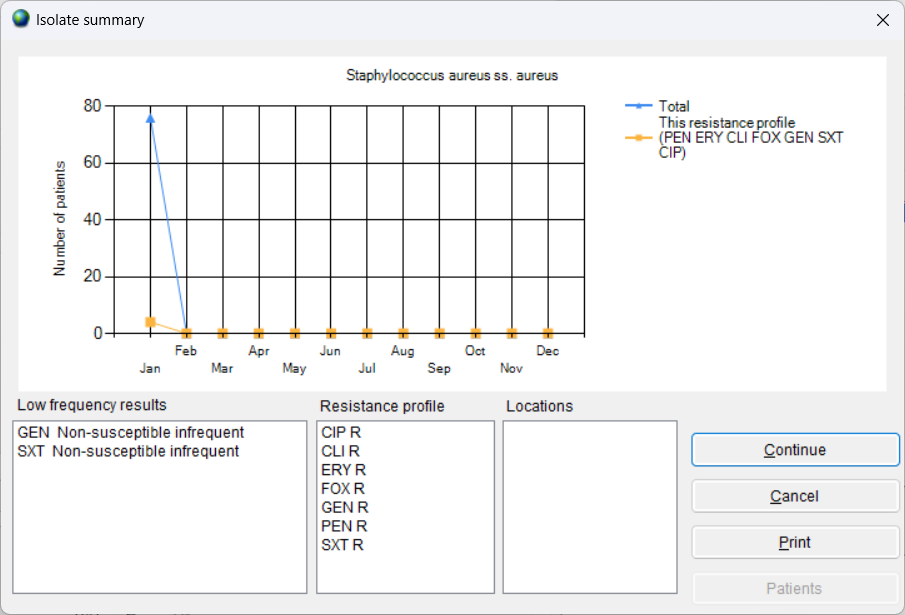 Isolate summary
Staphylococcus aureus ss. aureus
Number of patients
80
60
40
20
0
Jan
Feb
Mar
Apr
May
Jun
Jul
Aug
Sep
Oct
Nov
Dec
Total
This resistance profile
(PEN ERY CLI FOX GEN SXT
CIP)
Low frequency results
GEN  Non-susceptible infrequent
SXT  Non-susceptible infrequent
Resistance profile
CIP R
CLI R
ERY R
FOX R
GEN R
PEN R
SXT R
Locations
Continue
Cancel
Print
Patients